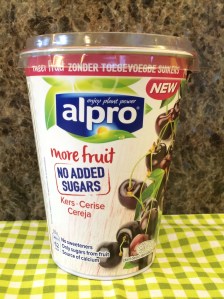 MEER FRUIT ZONDER TOEGEVOEGDE SUIKERS
NEW
enjoy plant power
alpro
more fruit
NO ADDED
SUGARS
Kers-Cerise
Cereja
No sweeteners
Only sugars from fruit
Source of calcium